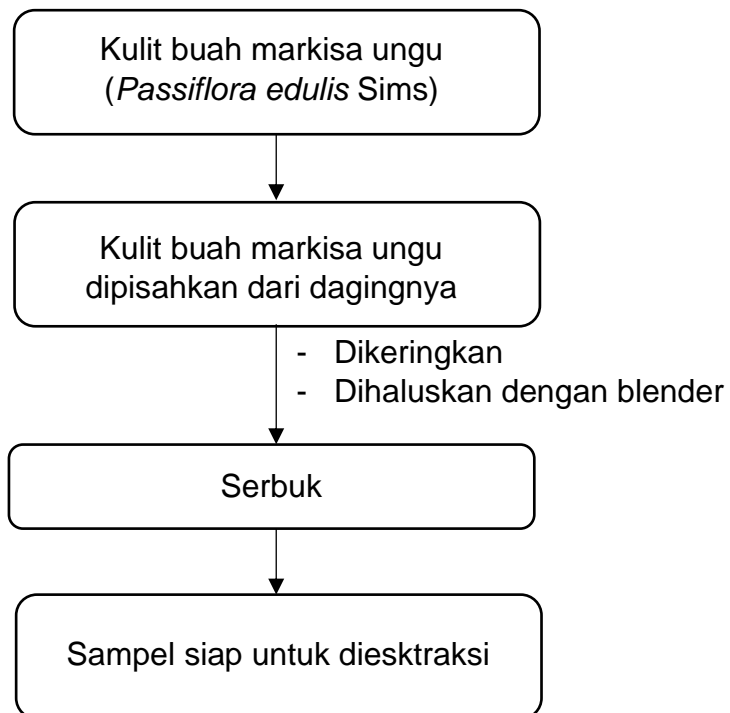 Kulit buah markisa ungu
(Passiflora edulis Sims)
Kulit buah markisa ungu
dipisahkan dari dagingnya
- Dikeringkan
- Dihaluskan dengan blender
Serbuk
Sampel siap untuk diesktraksi